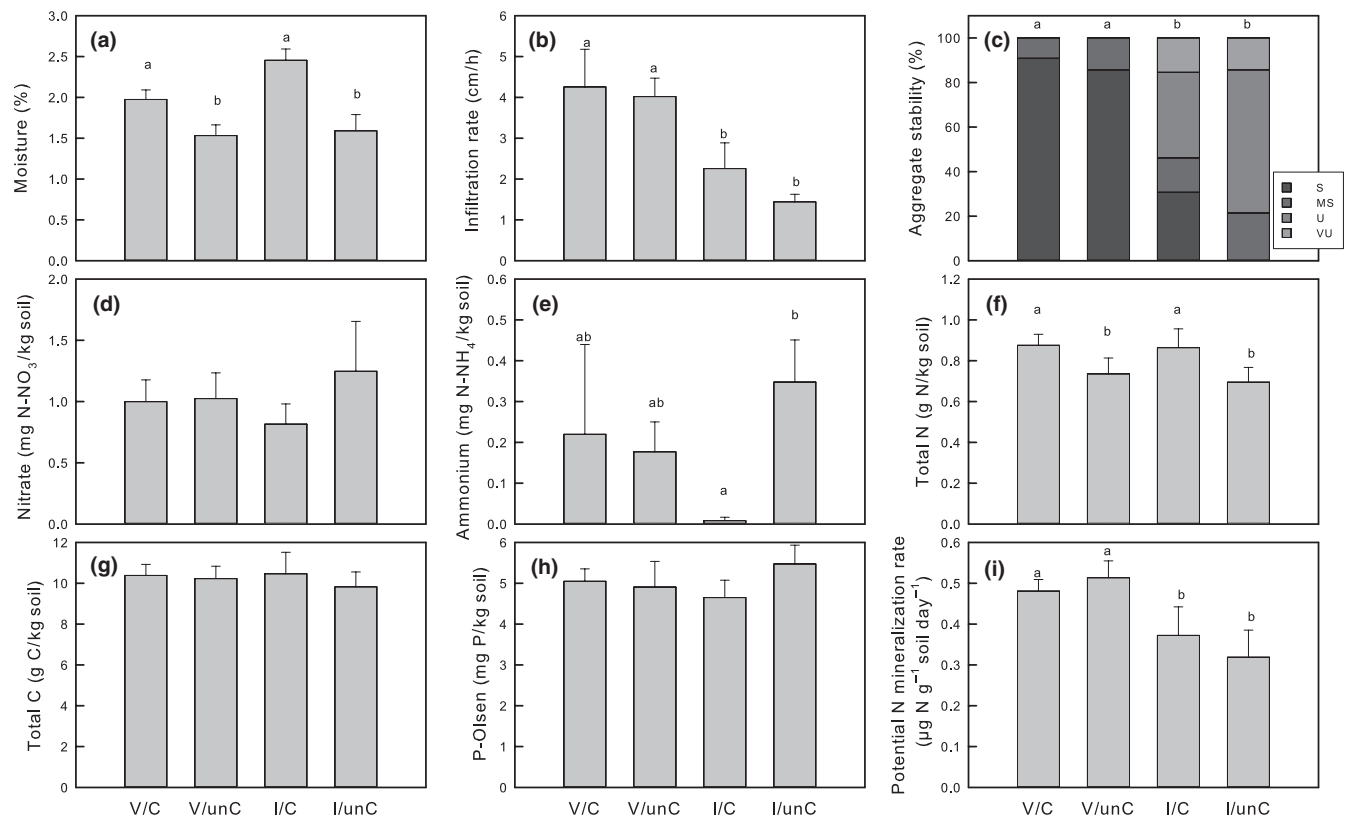 (a)
Moisture (%)
3.0
2.5
2.0
1.5
1.0
0.5
0.0
a
b
a
b
(b)
Infiltration rate (cm/h)
6
5
4
3
2
1
0
a
a
b
b
(c)
Aggregate stability (%)
100
80
60
40
20
0
a
a
b
b
S
MS
U
VU
(d)
Nitrate (mg N-NO₃/kg soil)
2.0
1.5
1.0
0.5
0.0
(e)
Ammonium (mg N-NH₄/kg soil)
0.6
0.5
0.4
0.3
0.2
0.1
0.0
ab
ab
a
b
(f)
Total N (g N/kg soil)
1.2
1.0
0.8
0.6
0.4
0.2
0.0
a
b
a
b
(g)
Total C (g C/kg soil)
12
10
8
6
4
2
0
V/C V/unC I/C I/unC
(h)
P-Olsen (mg P/kg soil)
6
5
4
3
2
1
0
V/C V/unC I/C I/unC
(i)
Potential N mineralization rate
(µg N g⁻¹ soil day⁻¹)
0.6
0.5
0.4
0.3
0.2
0.1
0.0
a
a
b
b
V/C V/unC I/C I/unC